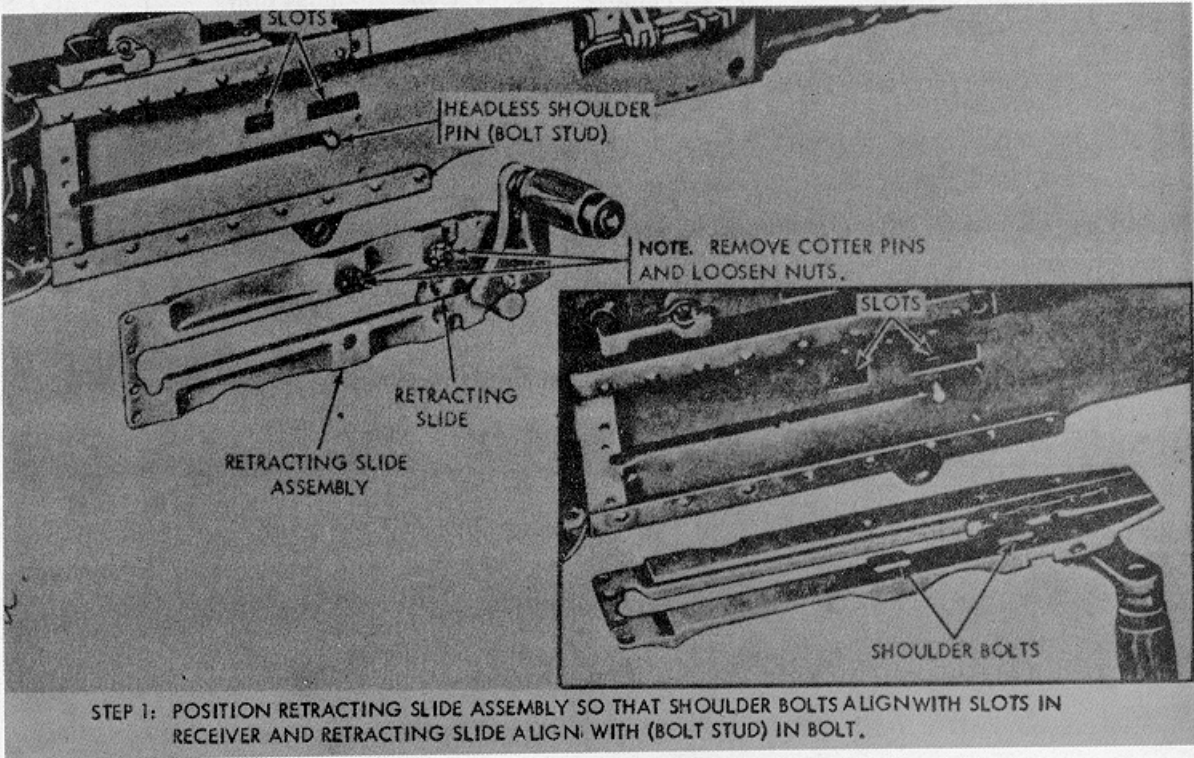 SLOTS
HEADLESS SHOULDER
PIN (BOLT STUD)
NOTE. REMOVE COTTER PINS
AND LOOSEN NUTS.
SLOTS
RETRACTING
SLIDE
RETRACTING SLIDE
ASSEMBLY
SHOULDER BOLTS
STEP 1: POSITION RETRACTING SLIDE ASSEMBLY SO THAT SHOULDER BOLTS ALIGN WITH SLOTS IN
RECEIVER AND RETRACTING SLIDE ALIGN WITH (BOLT STUD) IN BOLT.